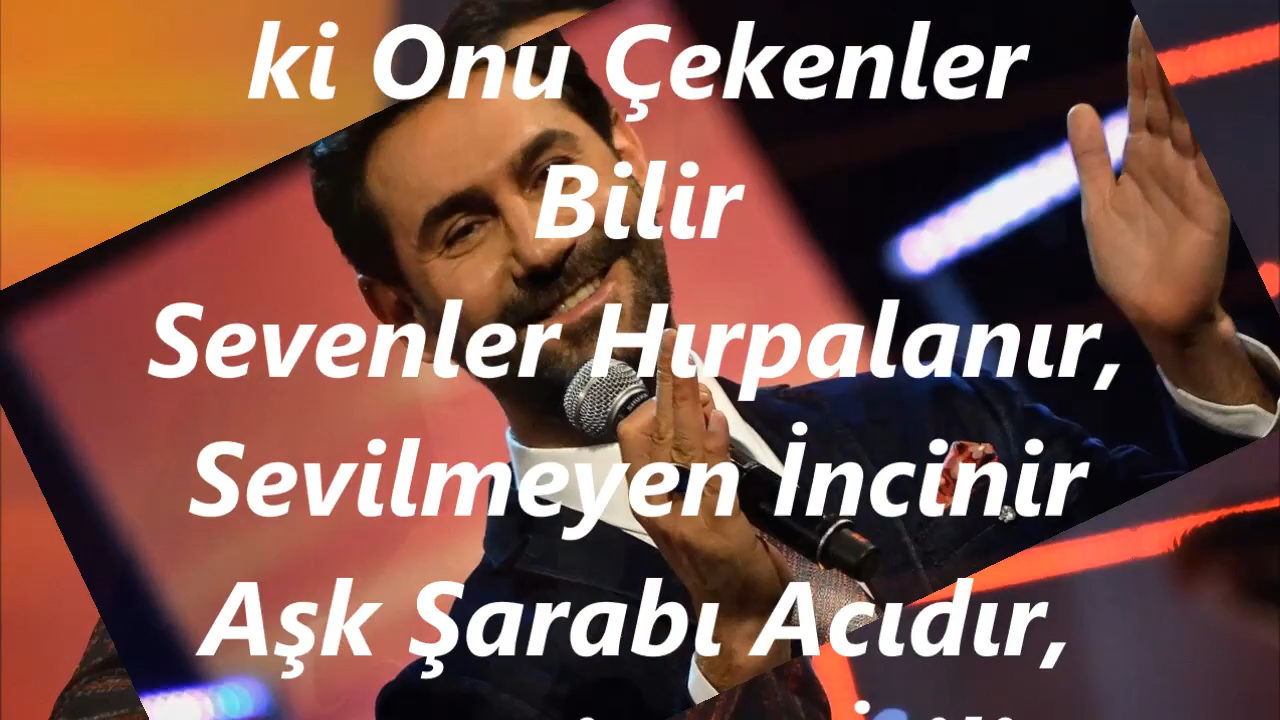 ki Onu Çekenler
Bilir
Sevenler Hırpalanır,
Sevilmeyen İncinir
Aşk Şarabı Acıdır,